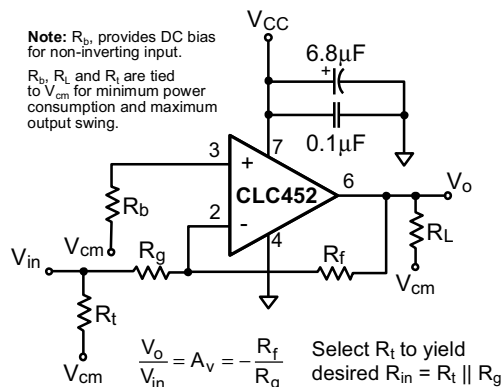 Note: Rb, provides DC bias
for non-inverting input.
Rb, RL and Rt are tied
to Vcm for minimum power
consumption and maximum
output swing.
VCC
6.8μF
+
0.1μF
3
7
+
CLC452
6
Vo
Rb
2
-
4
Vcm
Vin
Rg
Rf
RL
Vcm
Rt
Vcm
Vo/Vin = Av = −Rf/Rg
Select Rt to yield
desired Rin = Rt || Rg